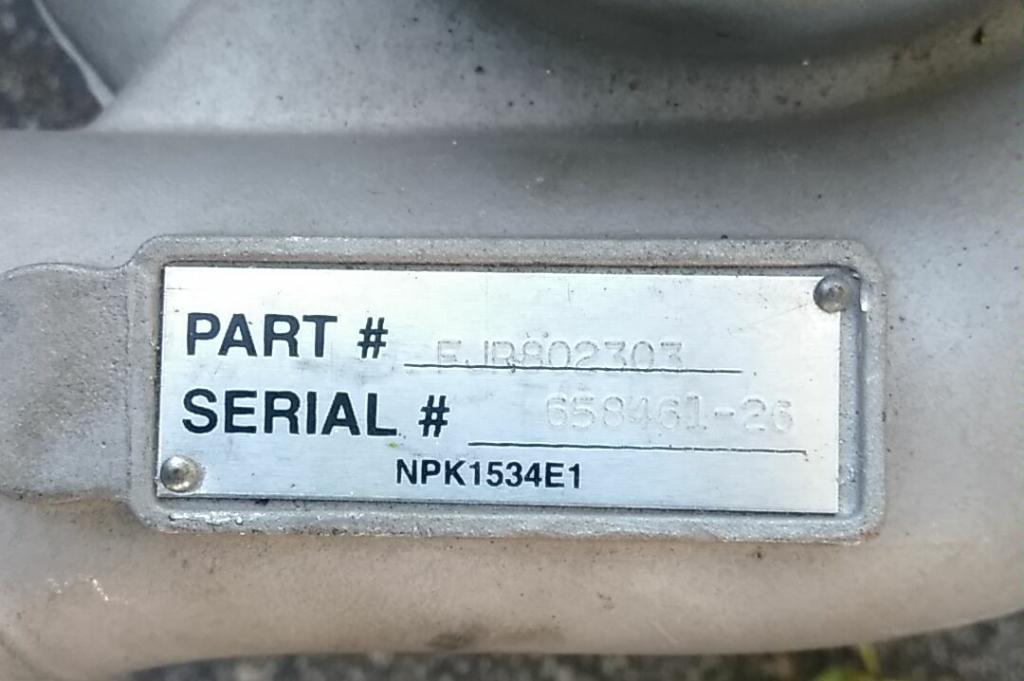 PART # EJR802303
SERIAL # 658461-26
NPK1534E1